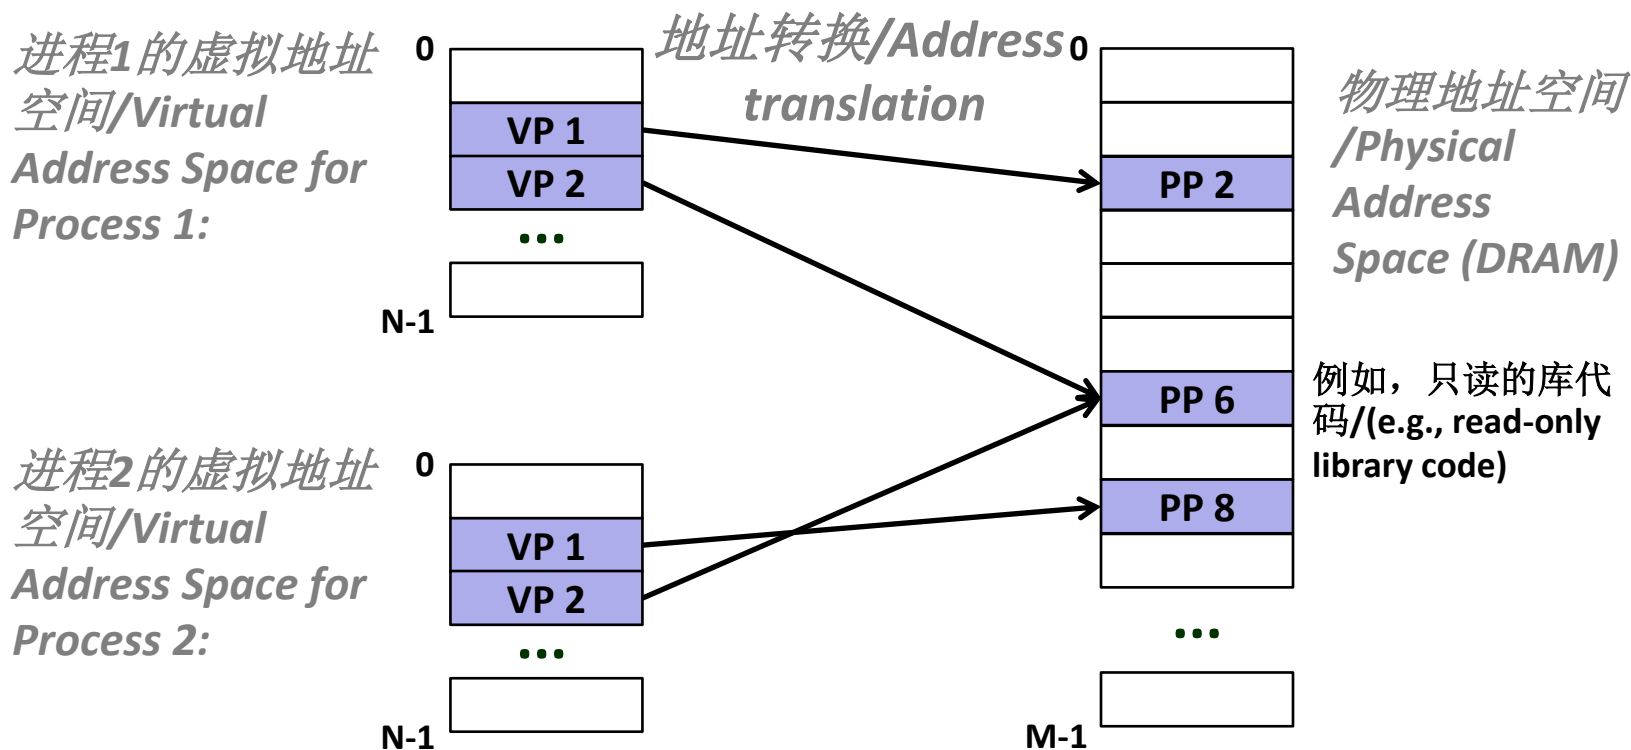 进程1的虚拟地址
空间/Virtual
Address Space for
Process 1:
0
VP 1
VP 2
...
N-1
地址转换/Address
translation
0
PP 2
PP 6
PP 8
...
M-1
物理地址空间
/Physical
Address
Space (DRAM)
例如，只读的库代
码/(e.g., read-only
library code)
进程2的虚拟地址
空间/Virtual
Address Space for
Process 2:
0
VP 1
VP 2
...
N-1